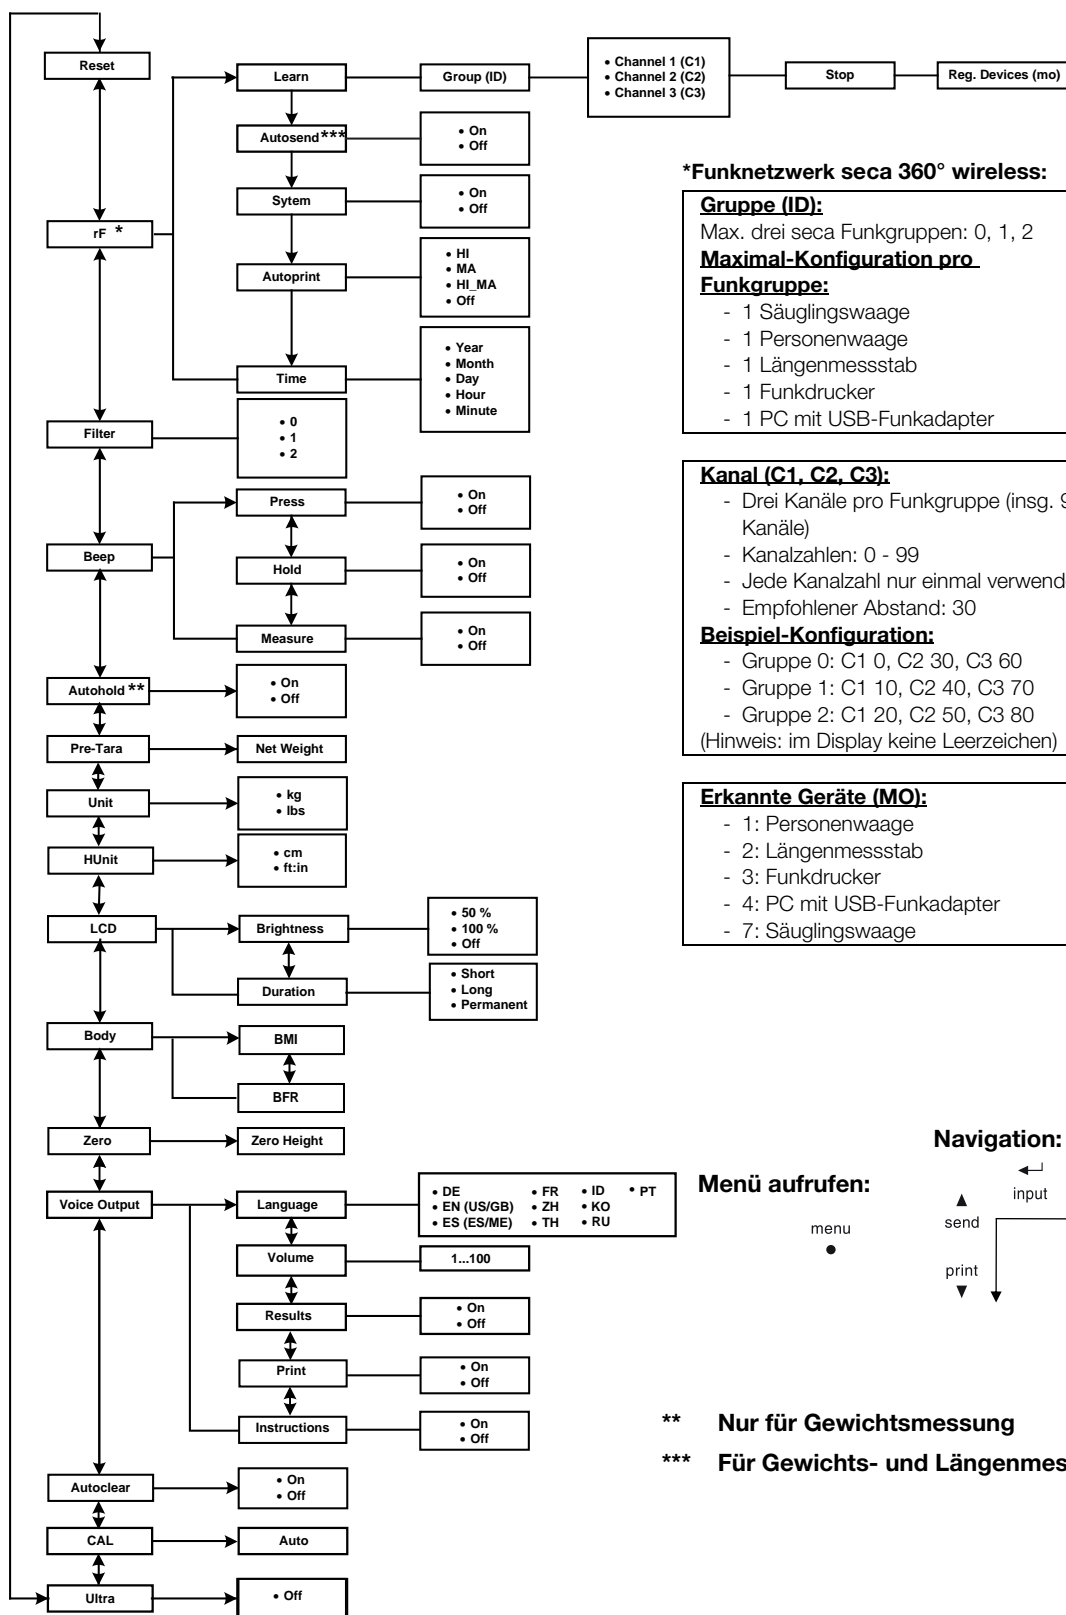 Reset
Learn
Group (ID)
• Channel 1 (C1)
• Channel 2 (C2)
• Channel 3 (C3)
Stop
Reg. Devices (mo)
Autosend***
• On
• Off
Sytem
• On
• Off
rF *
Autoprint
• HI
• MA
• HI_MA
• Off
Time
• Year
• Month
• Day
• Hour
• Minute
Filter
• 0
• 1
• 2
Beep
Press
• On
• Off
Hold
• On
• Off
Measure
• On
• Off
Autohold **
• On
• Off
Pre-Tara
Net Weight
Unit
• kg
• lbs
HUnit
• cm
• ft:in
LCD
Brightness
• 50 %
• 100 %
• Off
Duration
• Short
• Long
• Permanent
Body
BMI
BFR
Zero
Zero Height
Voice Output
Language
• DE
• EN (US/GB)
• ES (ES/ME)
• FR
• ZH
• TH
• ID
• KO
• RU
• PT
Volume
1...100
Results
• On
• Off
Print
• On
• Off
Instructions
• On
• Off
Autoclear
• On
• Off
CAL
Auto
Ultra
• Off
*Funknetzwerk seca 360° wireless:
Gruppe (ID):
Max. drei seca Funkgruppen: 0, 1, 2
Maximal-Konfiguration pro
Funkgruppe:
- 1 Säuglingswaage
- 1 Personenwaage
- 1 Längenmessstab
- 1 Funkdrucker
- 1 PC mit USB-Funkadapter
Kanal (C1, C2, C3):
- Drei Kanäle pro Funkgruppe (insg. 9
Kanäle)
- Kanalzahlen: 0 - 99
- Jede Kanalzahl nur einmal verwend
- Empfohlener Abstand: 30
Beispiel-Konfiguration:
- Gruppe 0: C1 0, C2 30, C3 60
- Gruppe 1: C1 10, C2 40, C3 70
- Gruppe 2: C1 20, C2 50, C3 80
(Hinweis: im Display keine Leerzeichen)
Erkannte Geräte (MO):
- 1: Personenwaage
- 2: Längenmessstab
- 3: Funkdrucker
- 4: PC mit USB-Funkadapter
- 7: Säuglingswaage
Menü aufrufen:
menu
Navigation:
input
send
print
** Nur für Gewichtsmessung
*** Für Gewichts- und Längenmes